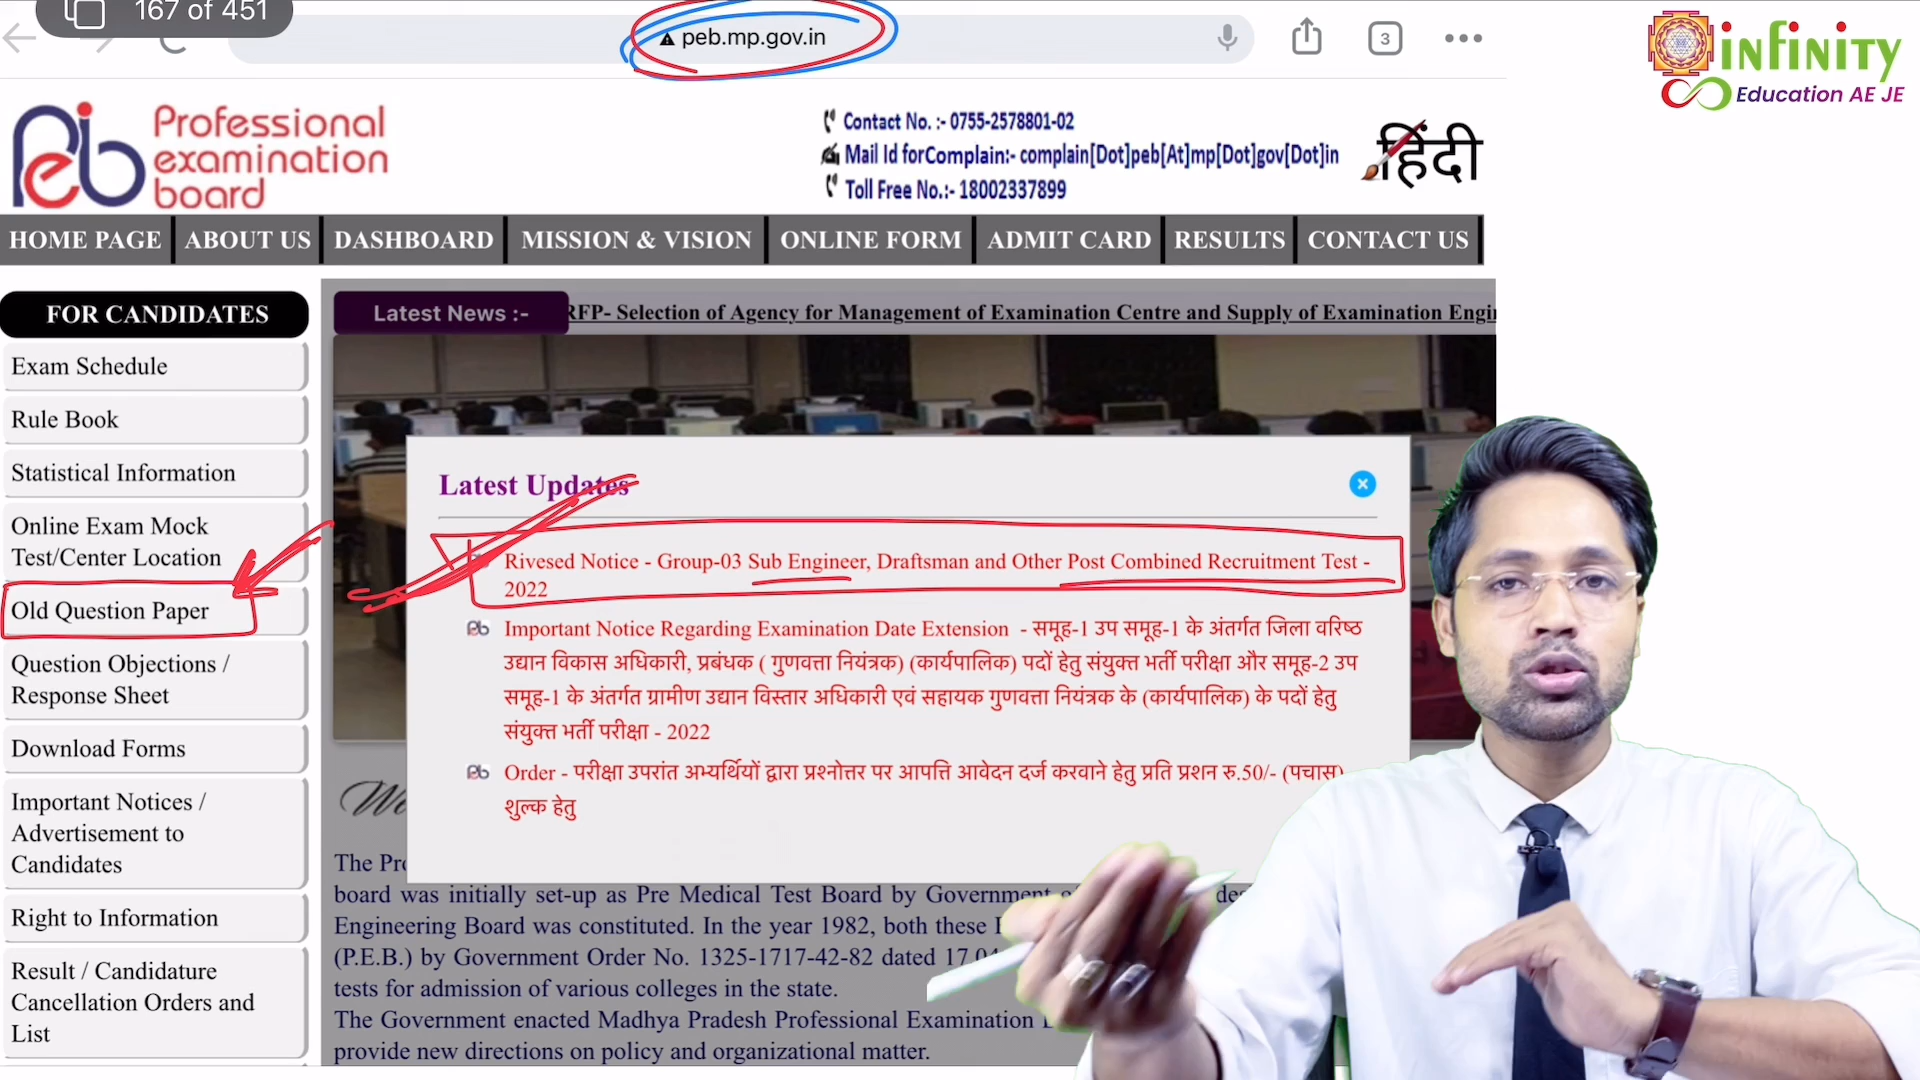 167 of 451
peb.mp.gov.in
3
infinity
Education AE JE
Peb
Professional
examination
board
Contact No. :- 0755-2578801-02
Mail Id forComplain:- complain[Dot]peb[At]mp[Dot]gov[Dot]in
Toll Free No.:- 18002337899
हिंदी
HOME PAGE
ABOUT US
DASHBOARD
MISSION & VISION
ONLINE FORM
ADMIT CARD
RESULTS
CONTACT US
FOR CANDIDATES
Exam Schedule
Rule Book
Statistical Information
Online Exam Mock
Test/Center Location
Old Question Paper
Question Objections /
Response Sheet
Download Forms
Important Notices /
Advertisement to
Candidates
Right to Information
Result / Candidature
Cancellation Orders and
List
Latest News :-
RFP- Selection of Agency for Management of Examination Centre and Supply of Examination
Latest Updates
Rivesed Notice - Group-03 Sub Engineer, Draftsman and Other Post Combined Recruitment Test -
2022
Important Notice Regarding Examination Date Extension - समूह-1 उप समूह-1 के अंतर्गत जिला वरिष्ठ
उद्यान विकास अधिकारी, प्रबंधक ( गुणवत्ता नियंत्रक) (कार्यपालिक) पदों हेतु संयुक्त भर्ती परीक्षा और समूह-2 उप
समूह-1 के अंतर्गत ग्रामीण उद्यान विस्तार अधिकारी एवं सहायक गुणवत्ता नियंत्रक के (कार्यपालिक) के पदों हेतु
संयुक्त भर्ती परीक्षा - 2022
Order - परीक्षा उपरांत अभ्यर्थियों द्वारा प्रश्नोत्तर पर आपत्ति आवेदन दर्ज करवाने हेतु प्रति प्रशन रु.50/- (पचास)
शुल्क हेतु
The
board was initially set-up as Pre Medical Test Board by Government
Engineering Board was constituted. In the year 1982, both these
(P.E.B.) by Government Order No. 1325-1717-42-82 dated 17.04
tests for admission of various colleges in the state.
The Government enacted Madhya Pradesh Professional Examination
provide new directions on policy and organizational matter.